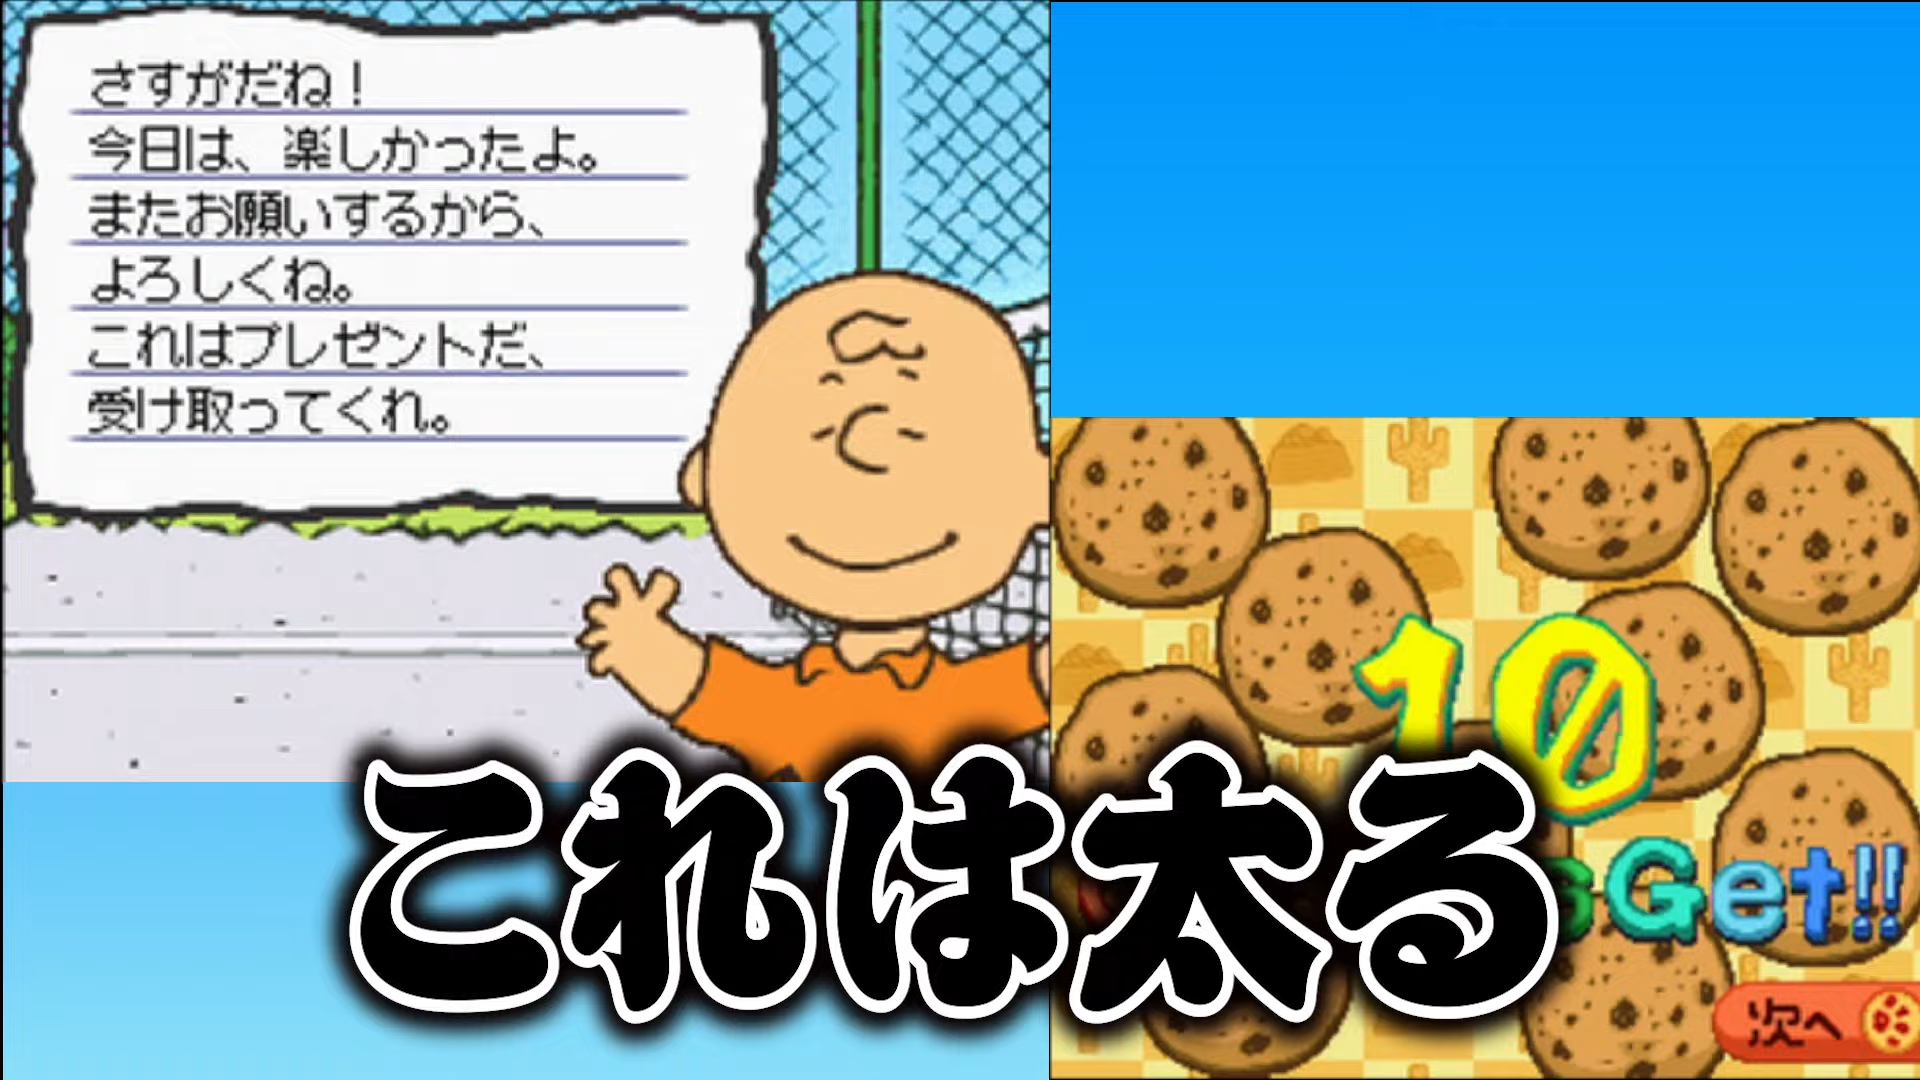 さすがだね！
今日は、楽しかったよ。
またお願いするから、
よろしくね。
これはプレゼントだ、
受け取ってくれ。
10
sGet!!
これは太る
次へ